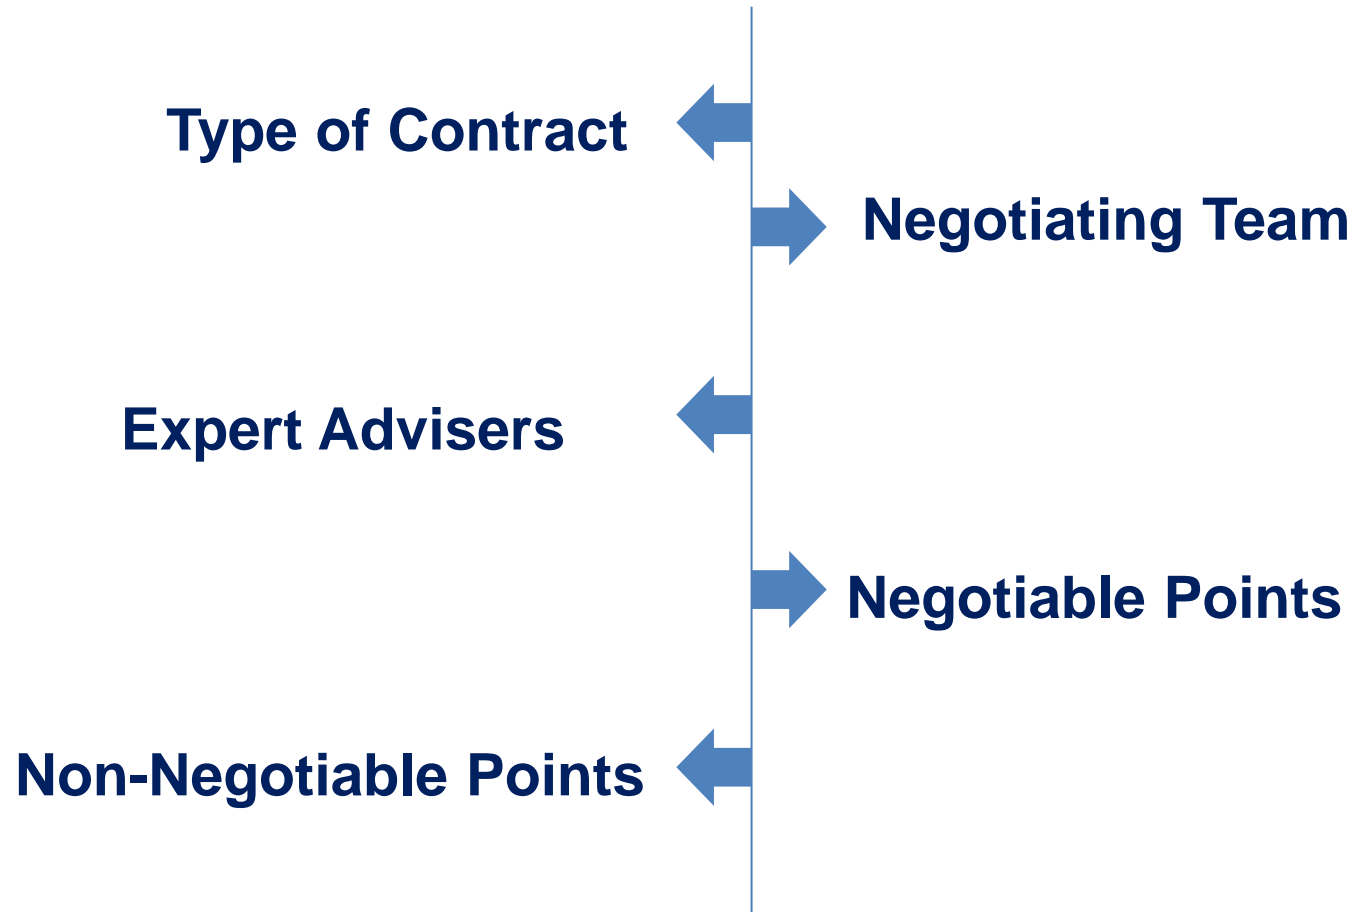 Type of Contract
Negotiating Team
Expert Advisers
Negotiable Points
Non-Negotiable Points